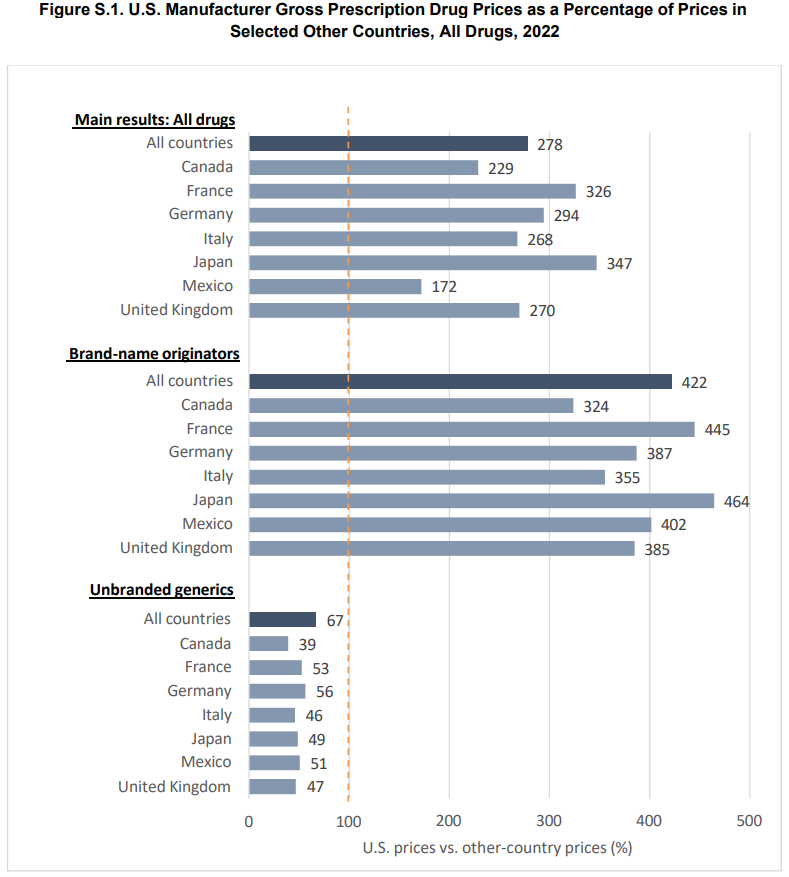 Figure S.1. U.S. Manufacturer Gross Prescription Drug Prices as a Percentage of Prices in
Selected Other Countries, All Drugs, 2022
Main results: All drugs
All countries 278
Canada 229
France 326
Germany 294
Italy 268
Japan 347
Mexico 172
United Kingdom 270
Brand-name originators
All countries 422
Canada 324
France 445
Germany 387
Italy 355
Japan 464
Mexico 402
United Kingdom 385
Unbranded generics
All countries 67
Canada 39
France 53
Germany 56
Italy 46
Japan 49
Mexico 51
United Kingdom 47
0 100 200 300 400 500
U.S. prices vs. other-country prices (%)